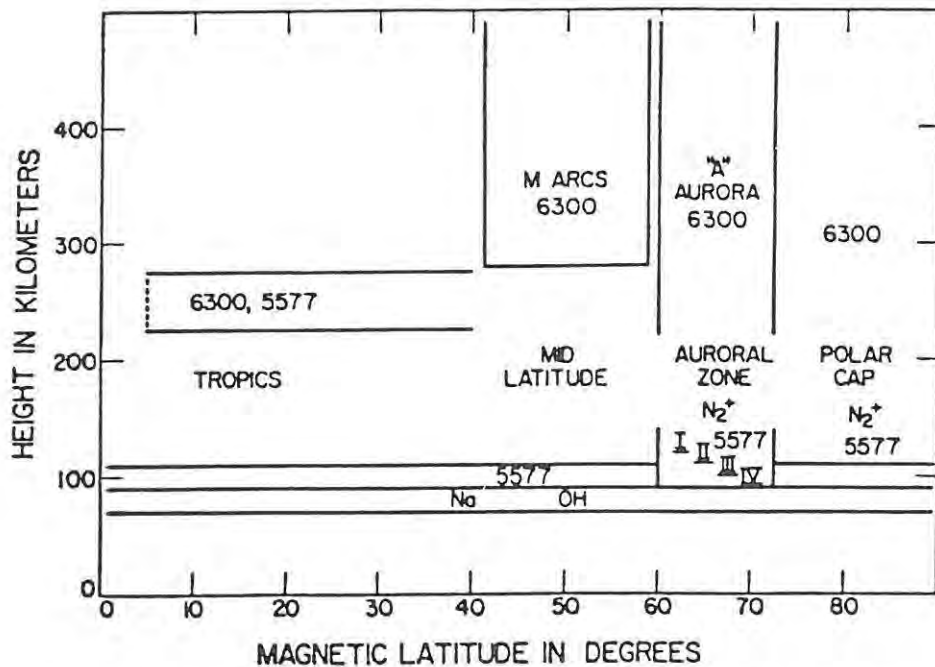 HEIGHT IN KILOMETERS
400
300
200
100
0
M ARCS
6300
"A"
AURORA
6300
6300
6300, 5577
TROPICS
MID
LATITUDE
AURORAL
ZONE
POLAR
CAP
N₂⁺
I II 5577
III
IV
N₂⁺
5577
5577
Na OH
0 10 20 30 40 50 60 70 80
MAGNETIC LATITUDE IN DEGREES